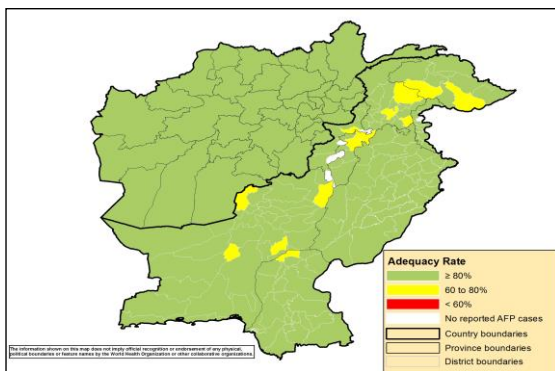 Adequacy Rate
≥ 80%
60 to 80%
< 60%
No reported AFP cases
Country boundaries
Province boundaries
District boundaries
The information shown on this map does not imply official recognition or endorsement of any physical,
political boundaries or feature names by the World Health Organization or other collaborative organizations.